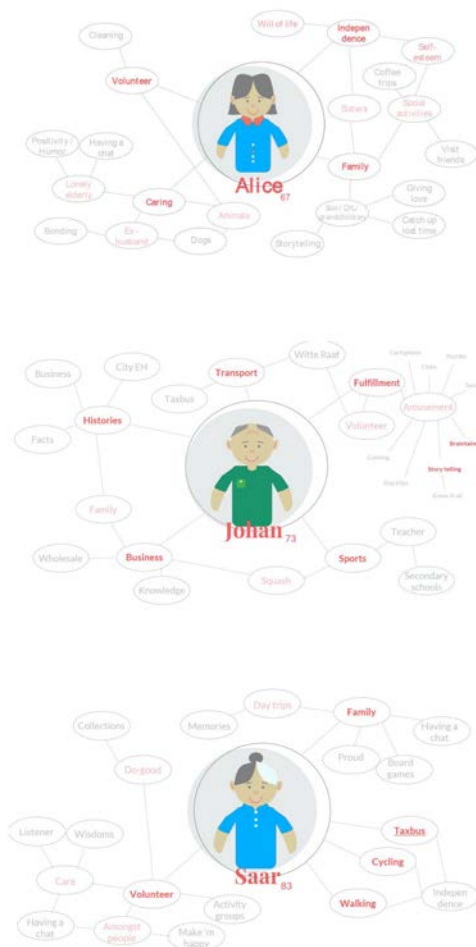 Will of life
Indepen
dence
Self-
esteem
Cleaning
Volunteer
Coffee
trips
Sisters
Social
activities
Positivity /
Humor
Having a
chat
Visit
friends
Family
Lonely
elderly
Caring
Alice
67
Animals
Giving
love
Son/ DIL/
grandchildren
Catch up
lost time
Bonding
Ex-
husband
Dogs
Storytelling
Business
City EH
Transport
Witte Raaf
Fulfillment
Amusement
Taxbus
Histories
Volunteer
Facts
Story telling
Family
Johan
73
Teacher
Wholesale
Business
Sports
Squash
Knowledge
Secondary
schools
Day trips
Family
Memories
Collections
Having a
chat
Proud
Board
games
Do-good
Listener
Wisdoms
Taxbus
Cycling
Care
Saar
83
Volunteer
Walking
Indepen
dence
Activity
groups
Having a
chat
Amongst
people
Make 'm
happy